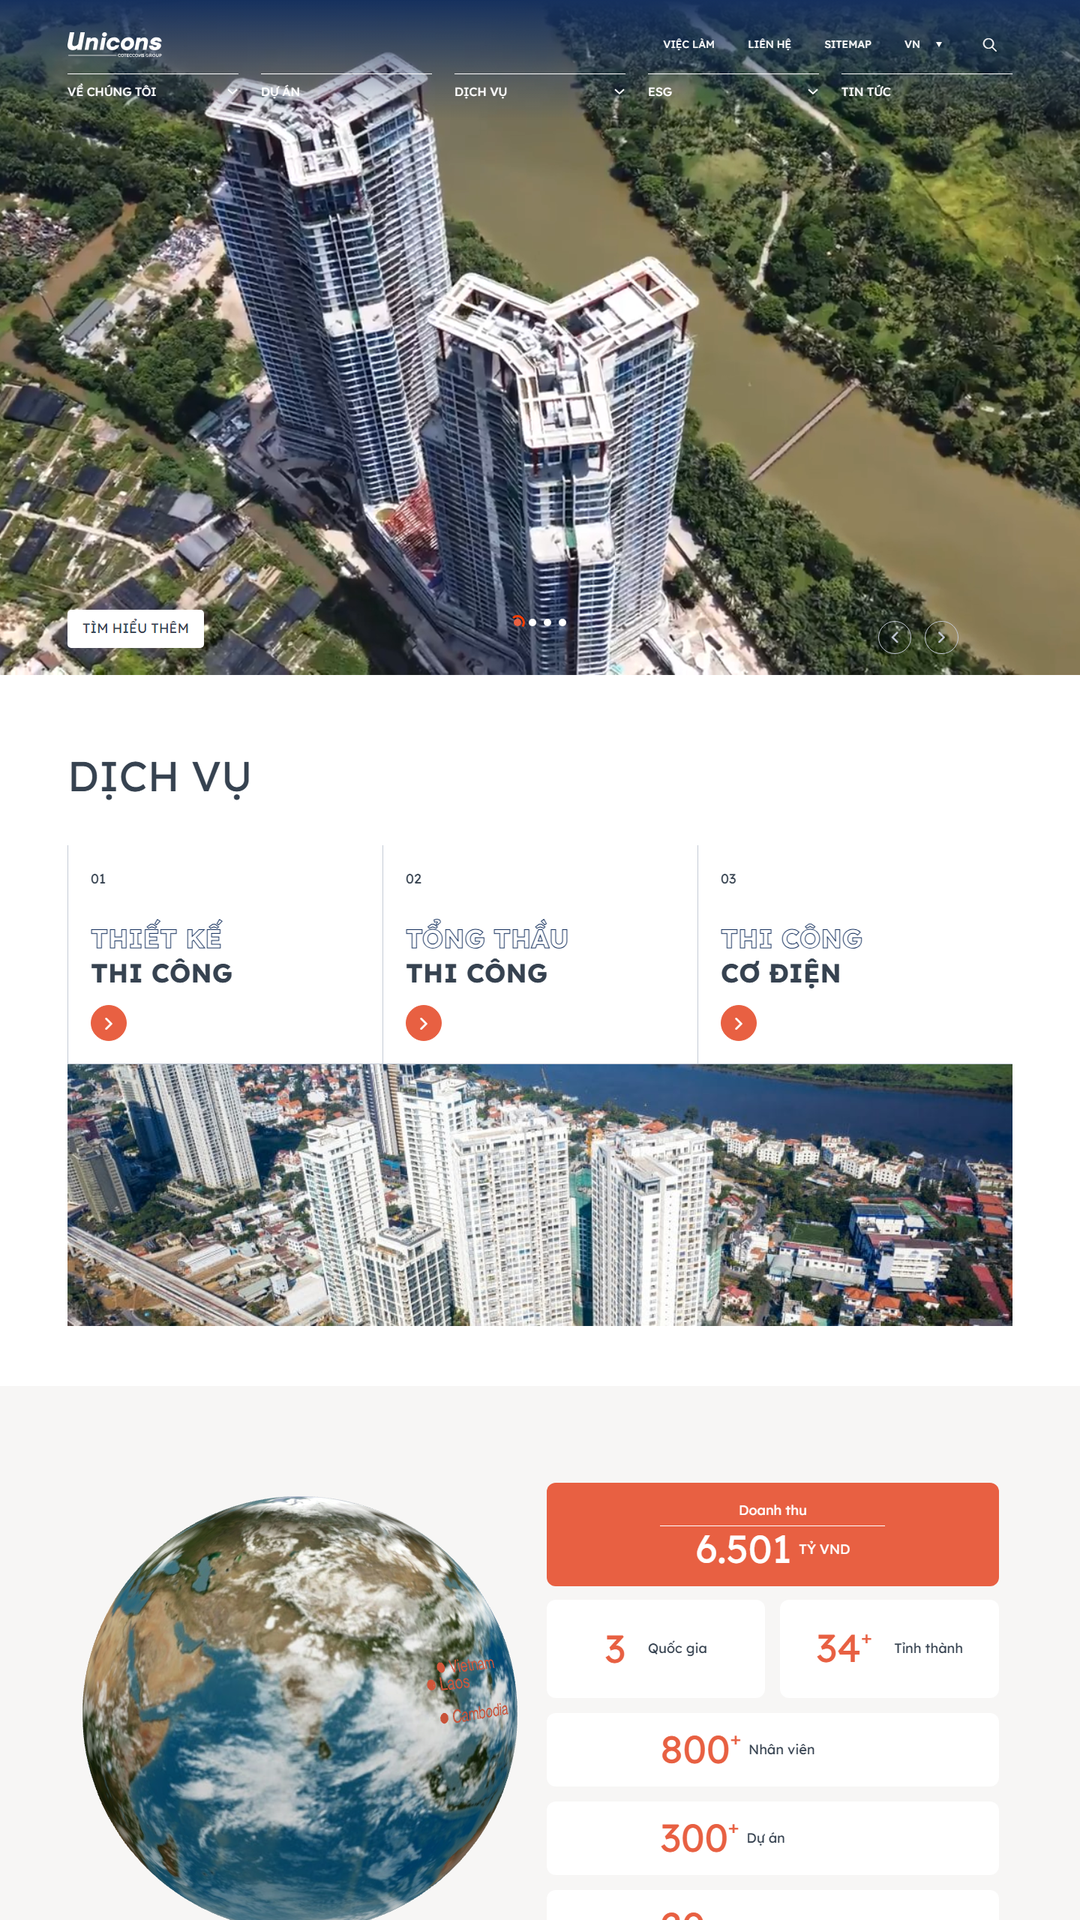 Unicons
COTECCONS GROUP
VIỆC LÀM
LIÊN HỆ
SITEMAP
VN
VỀ CHÚNG TÔI
DỰ ÁN
DỊCH VỤ
ESG
TIN TỨC
TÌM HIỂU THÊM
DỊCH VỤ
01
THIẾT KẾ
THI CÔNG
02
TỔNG THẦU
THI CÔNG
03
THI CÔNG
CƠ ĐIỆN
Vietnam
Laos
Cambodia
Doanh thu
6.501 TỶ VND
3 Quốc gia
34+ Tỉnh thành
800+ Nhân viên
300+ Dự án